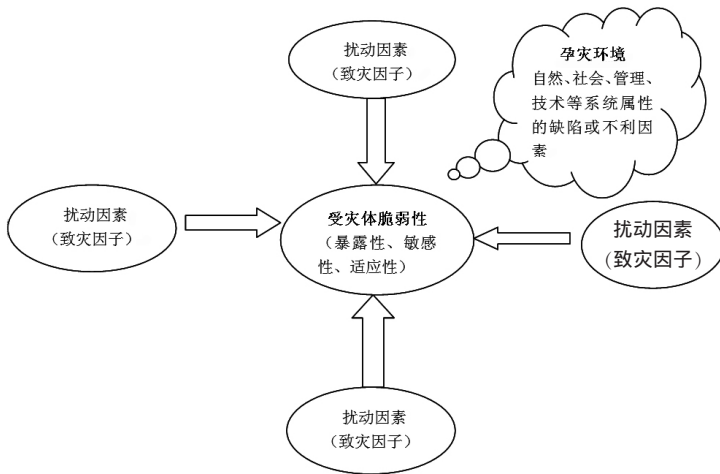 扰动因素
（致灾因子）
孕灾环境
自然、社会、管理、
技术等系统属性
的缺陷或不利因
素
扰动因素
（致灾因子）
受灾体脆弱性
（暴露性、敏感
性、适应性）
扰动因素
(致灾因子)
扰动因素
（致灾因子）